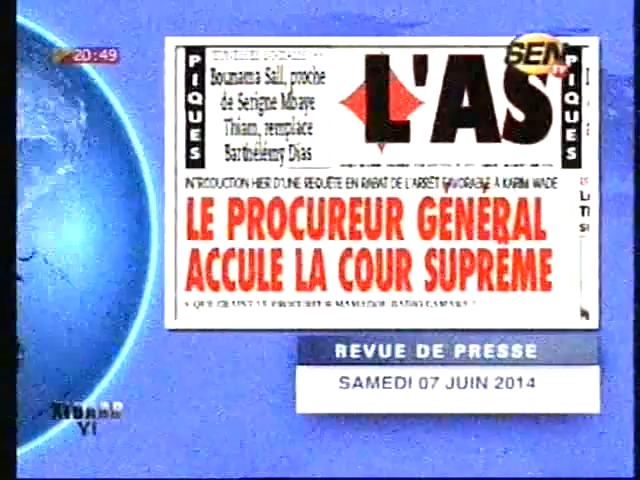 20:49
SEN TV
PIQUES
Bounama Sall, proche
de Serigne Mbaye
Thiam, remplace
Barthélémy Dias
L'AS
PIQUES
INTRODUCTION HIER D'UNE REQUÊTE EN RABAT DE L'ARRÊT FAVORABLE À KARIM WADE
LE PROCUREUR GÉNÉRAL
ACCULE LA COUR SUPRÊME
REVUE DE PRESSE
SAMEDI 07 JUIN 2014
XIBAAR
YI